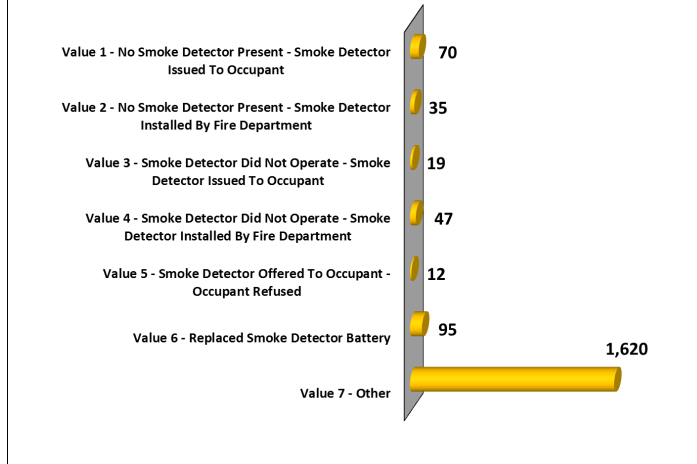 Value 1 - No Smoke Detector Present - Smoke Detector
Issued To Occupant
70
Value 2 - No Smoke Detector Present - Smoke Detector
Installed By Fire Department
35
Value 3 - Smoke Detector Did Not Operate - Smoke
Detector Issued To Occupant
19
Value 4 - Smoke Detector Did Not Operate - Smoke
Detector Installed By Fire Department
47
Value 5 - Smoke Detector Offered To Occupant -
Occupant Refused
12
Value 6 - Replaced Smoke Detector Battery
95
Value 7 - Other
1,620